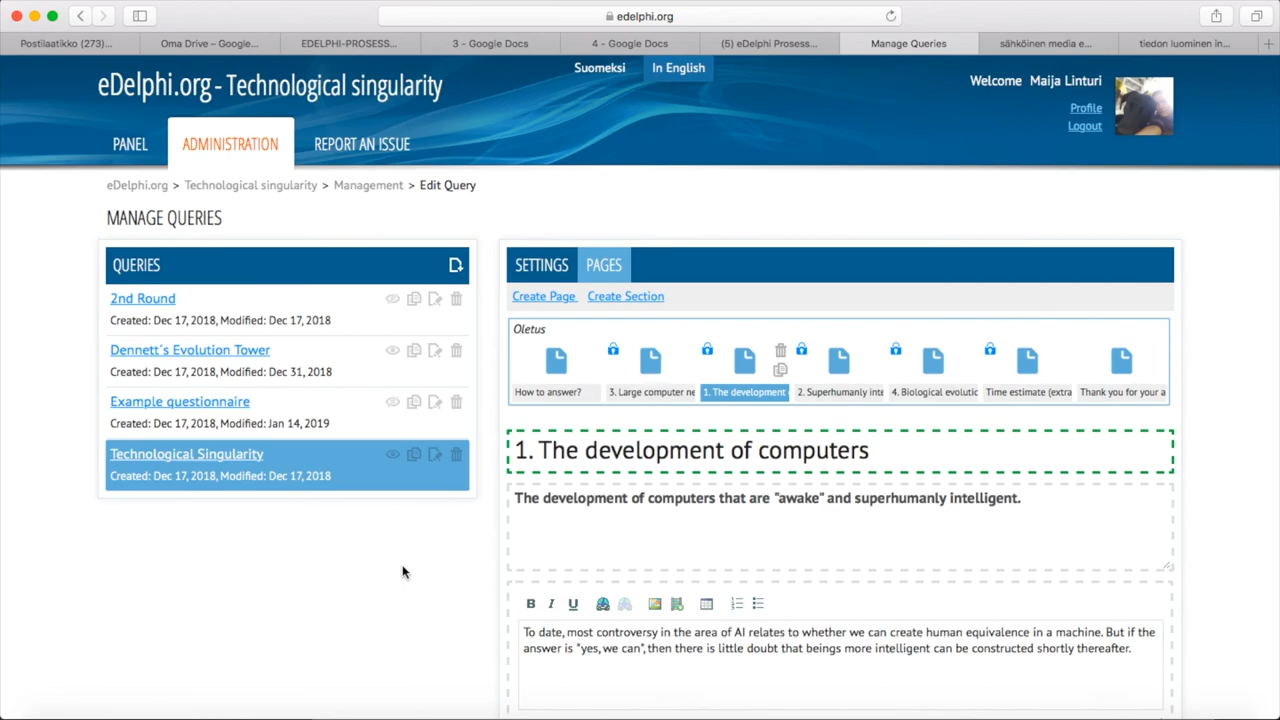 edelphi.org
Postilaatikko (273)...
Oma Drive – Google...
EDELPHI-PROSESS...
3 - Google Docs
4 - Google Docs
(5) eDelphi Prosess...
Manage Queries
sähköinen media e...
tiedon luominen in...
Suomeksi
In English
eDelphi.org - Technological singularity
Welcome Maija Linturi
Profile
Logout
PANEL
ADMINISTRATION
REPORT AN ISSUE
eDelphi.org > Technological singularity > Management > Edit Query
MANAGE QUERIES
QUERIES
2nd Round
Created: Dec 17, 2018, Modified: Dec 17, 2018
Dennett´s Evolution Tower
Created: Dec 17, 2018, Modified: Dec 31, 2018
Example questionnaire
Created: Dec 17, 2018, Modified: Jan 14, 2019
Technological Singularity
Created: Dec 17, 2018, Modified: Dec 17, 2018
SETTINGS
PAGES
Create Page
Create Section
Oletus
How to answer?
3. Large computer ne
1. The development
2. Superhumanly inte
4. Biological evolutic
Time estimate (extra
Thank you for your a
1. The development of computers
The development of computers that are "awake" and superhumanly intelligent.
B I U
To date, most controversy in the area of AI relates to whether we can create human equivalence in a machine. But if the
answer is "yes, we can", then there is little doubt that beings more intelligent can be constructed shortly thereafter.